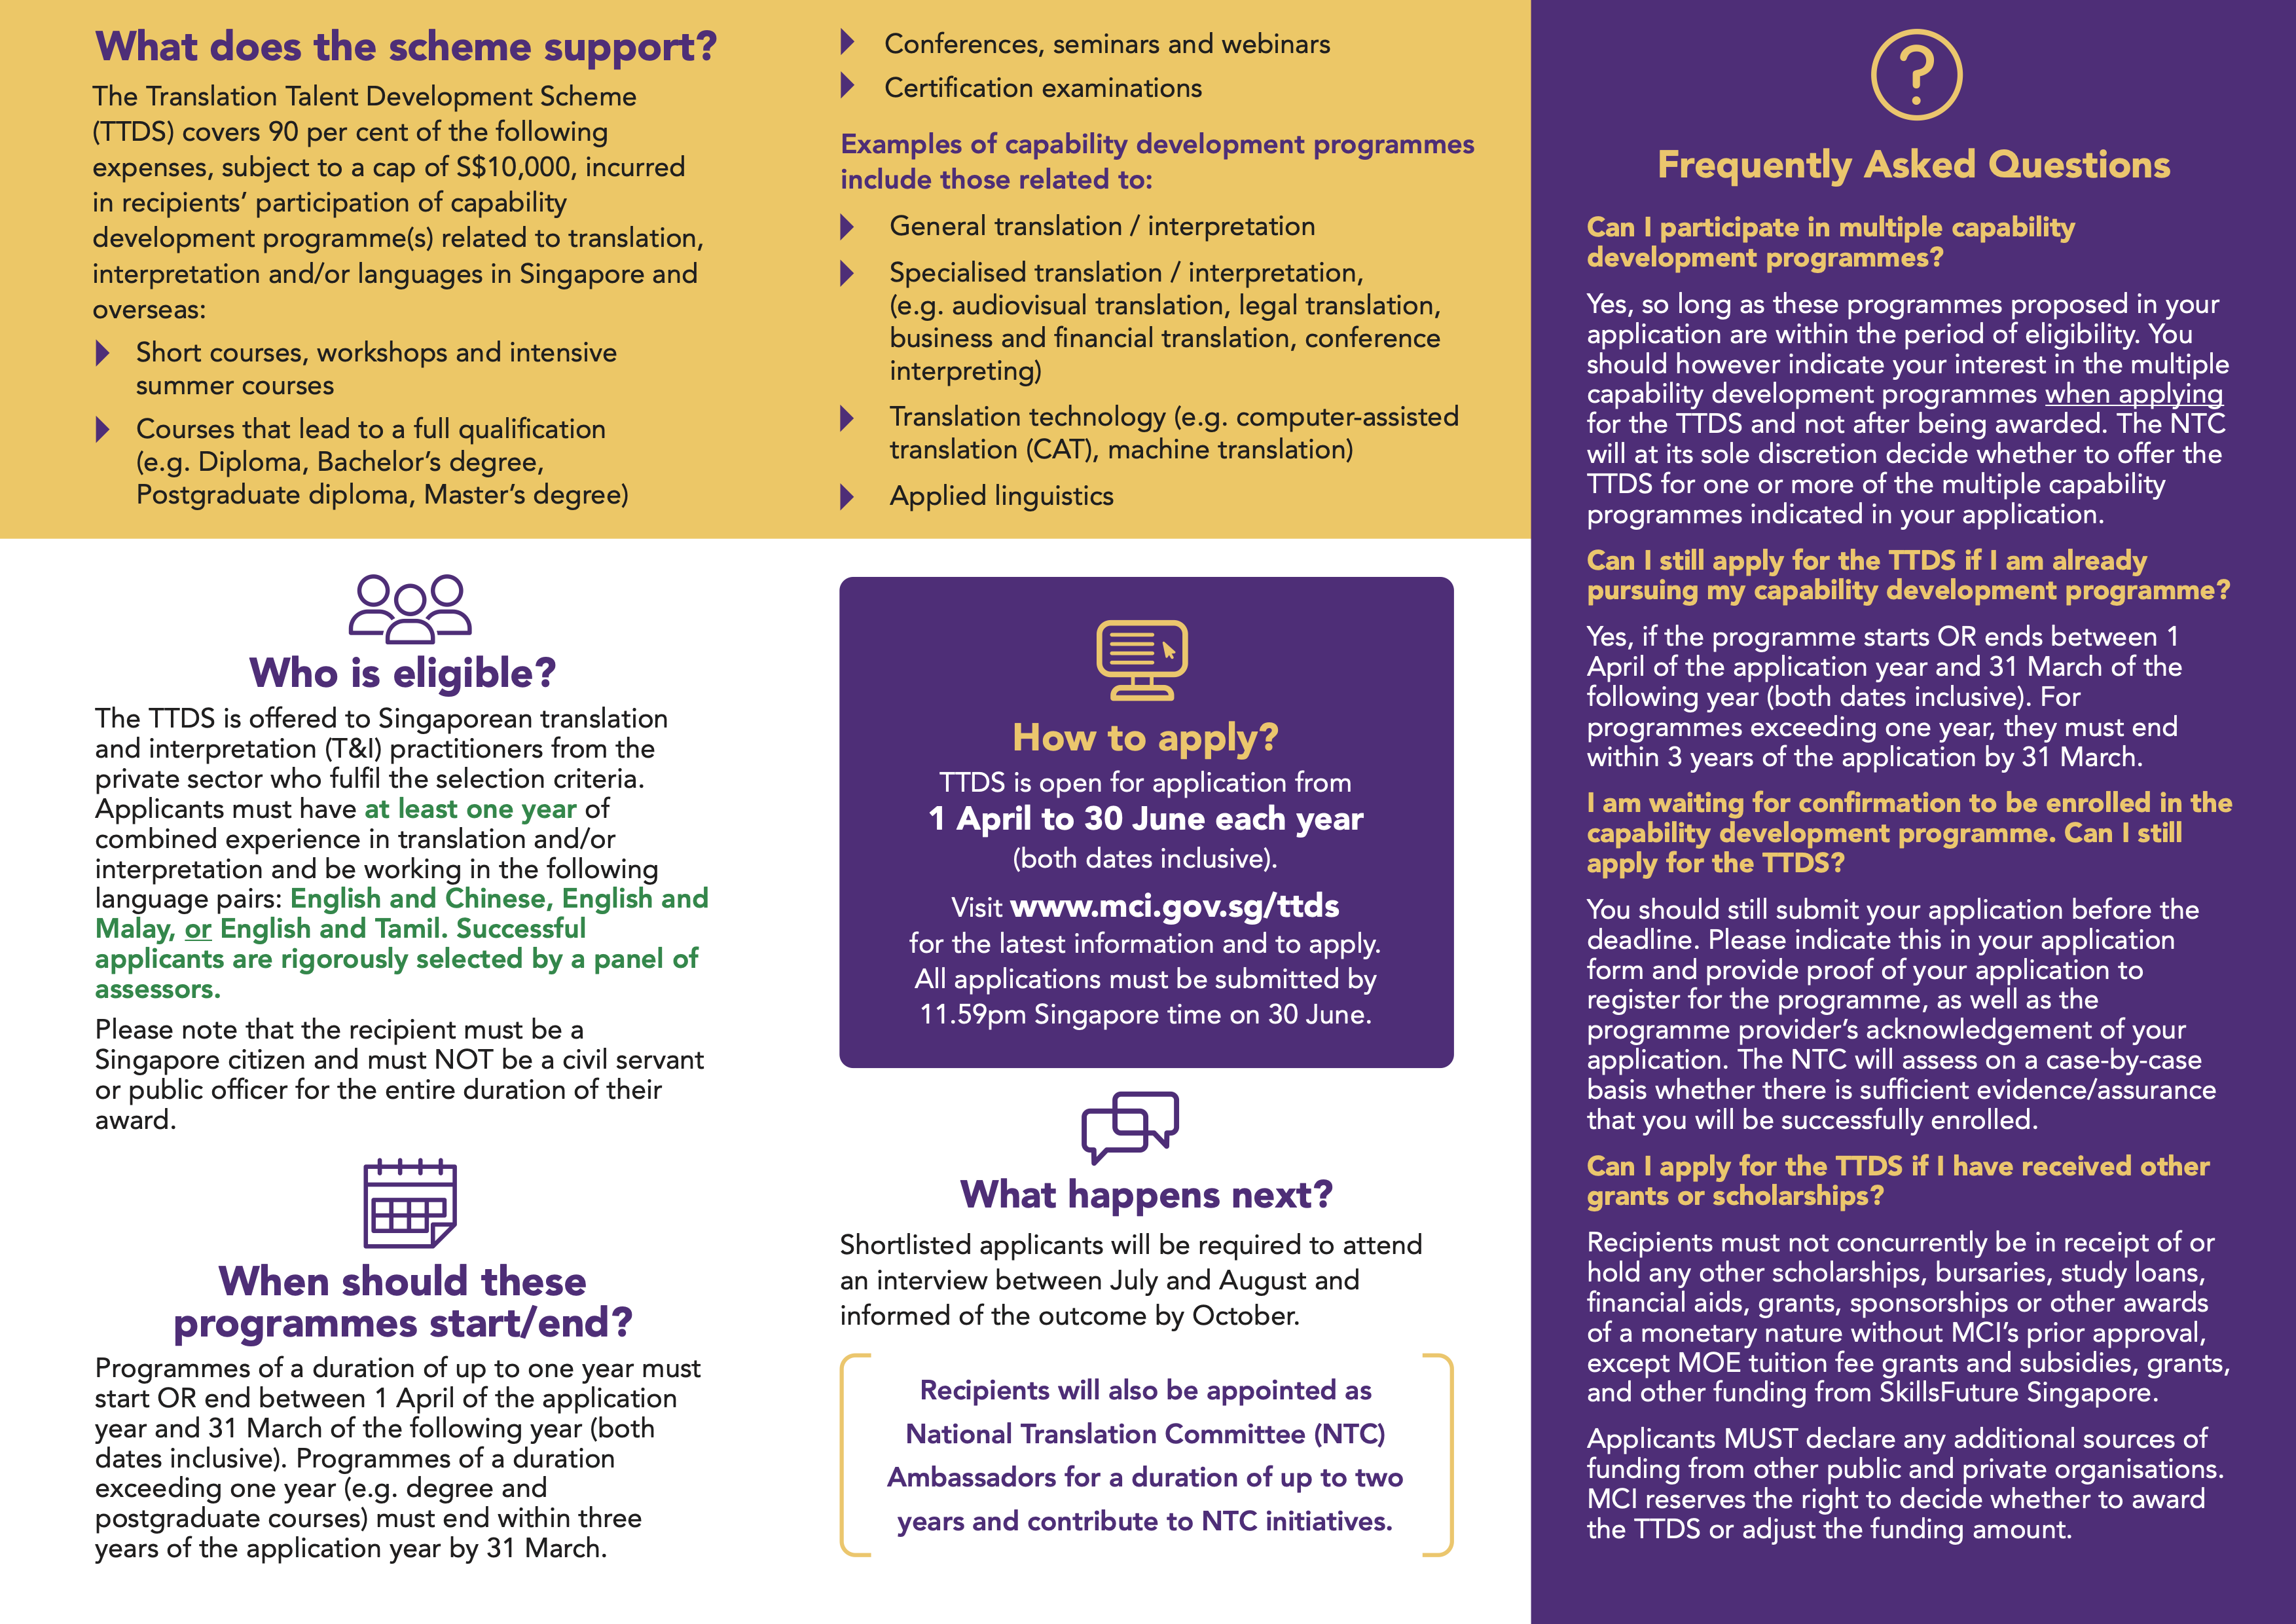 What does the scheme support?
The Translation Talent Development Scheme
(TTDS) covers 90 per cent of the following
expenses, subject to a cap of S$10,000, incurred
in recipients’ participation of capability
development programme(s) related to translation,
interpretation and/or languages in Singapore and
overseas:
Short courses, workshops and intensive
summer courses
Courses that lead to a full qualification
(e.g. Diploma, Bachelor’s degree,
Postgraduate diploma, Master’s degree)
Conferences, seminars and webinars
Certification examinations
Examples of capability development programmes
include those related to:
General translation / interpretation
Specialised translation / interpretation,
(e.g. audiovisual translation, legal translation,
business and financial translation, conference
interpreting)
Translation technology (e.g. computer-assisted
translation (CAT), machine translation)
Applied linguistics
Who is eligible?
The TTDS is offered to Singaporean translation
and interpretation (T&I) practitioners from the
private sector who fulfil the selection criteria.
Applicants must have at least one year of
combined experience in translation and/or
interpretation and be working in the following
language pairs: English and Chinese, English and
Malay, or English and Tamil. Successful
applicants are rigorously selected by a panel of
assessors.
Please note that the recipient must be a
Singapore citizen and must NOT be a civil servant
or public officer for the entire duration of their
award.
When should these
programmes start/end?
Programmes of a duration of up to one year must
start OR end between 1 April of the application
year and 31 March of the following year (both
dates inclusive). Programmes of a duration
exceeding one year (e.g. degree and
postgraduate courses) must end within three
years of the application year by 31 March.
How to apply?
TTDS is open for application from
1 April to 30 June each year
(both dates inclusive).
Visit www.mci.gov.sg/ttds
for the latest information and to apply.
All applications must be submitted by
11.59pm Singapore time on 30 June.
What happens next?
Shortlisted applicants will be required to attend
an interview between July and August and
informed of the outcome by October.
Recipients will also be appointed as
National Translation Committee (NTC)
Ambassadors for a duration of up to two
years and contribute to NTC initiatives.
?
Frequently Asked Questions
Can I participate in multiple capability
development programmes?
Yes, so long as these programmes proposed in your
application are within the period of eligibility. You
should however indicate your interest in the multiple
capability development programmes when applying
for the TTDS and not after being awarded. The NTC
will at its sole discretion decide whether to offer the
TTDS for one or more of the multiple capability
programmes indicated in your application.
Can I still apply for the TTDS if I am already
pursuing my capability development programme?
Yes, if the programme starts OR ends between 1
April of the application year and 31 March of the
following year (both dates inclusive). For
programmes exceeding one year, they must end
within 3 years of the application by 31 March.
I am waiting for confirmation to be enrolled in the
capability development programme. Can I still
apply for the TTDS?
You should still submit your application before the
deadline. Please indicate this in your application
form and provide proof of your application to
register for the programme, as well as the
programme provider’s acknowledgement of your
application. The NTC will assess on a case-by-case
basis whether there is sufficient evidence/assurance
that you will be successfully enrolled.
Can I apply for the TTDS if I have received other
grants or scholarships?
Recipients must not concurrently be in receipt of or
hold any other scholarships, bursaries, study loans,
financial aids, grants, sponsorships or other awards
of a monetary nature without MCI’s prior approval,
except MOE tuition fee grants and subsidies, grants,
and other funding from SkillsFuture Singapore.
Applicants MUST declare any additional sources of
funding from other public and private organisations.
MCI reserves the right to decide whether to award
the TTDS or adjust the funding amount.